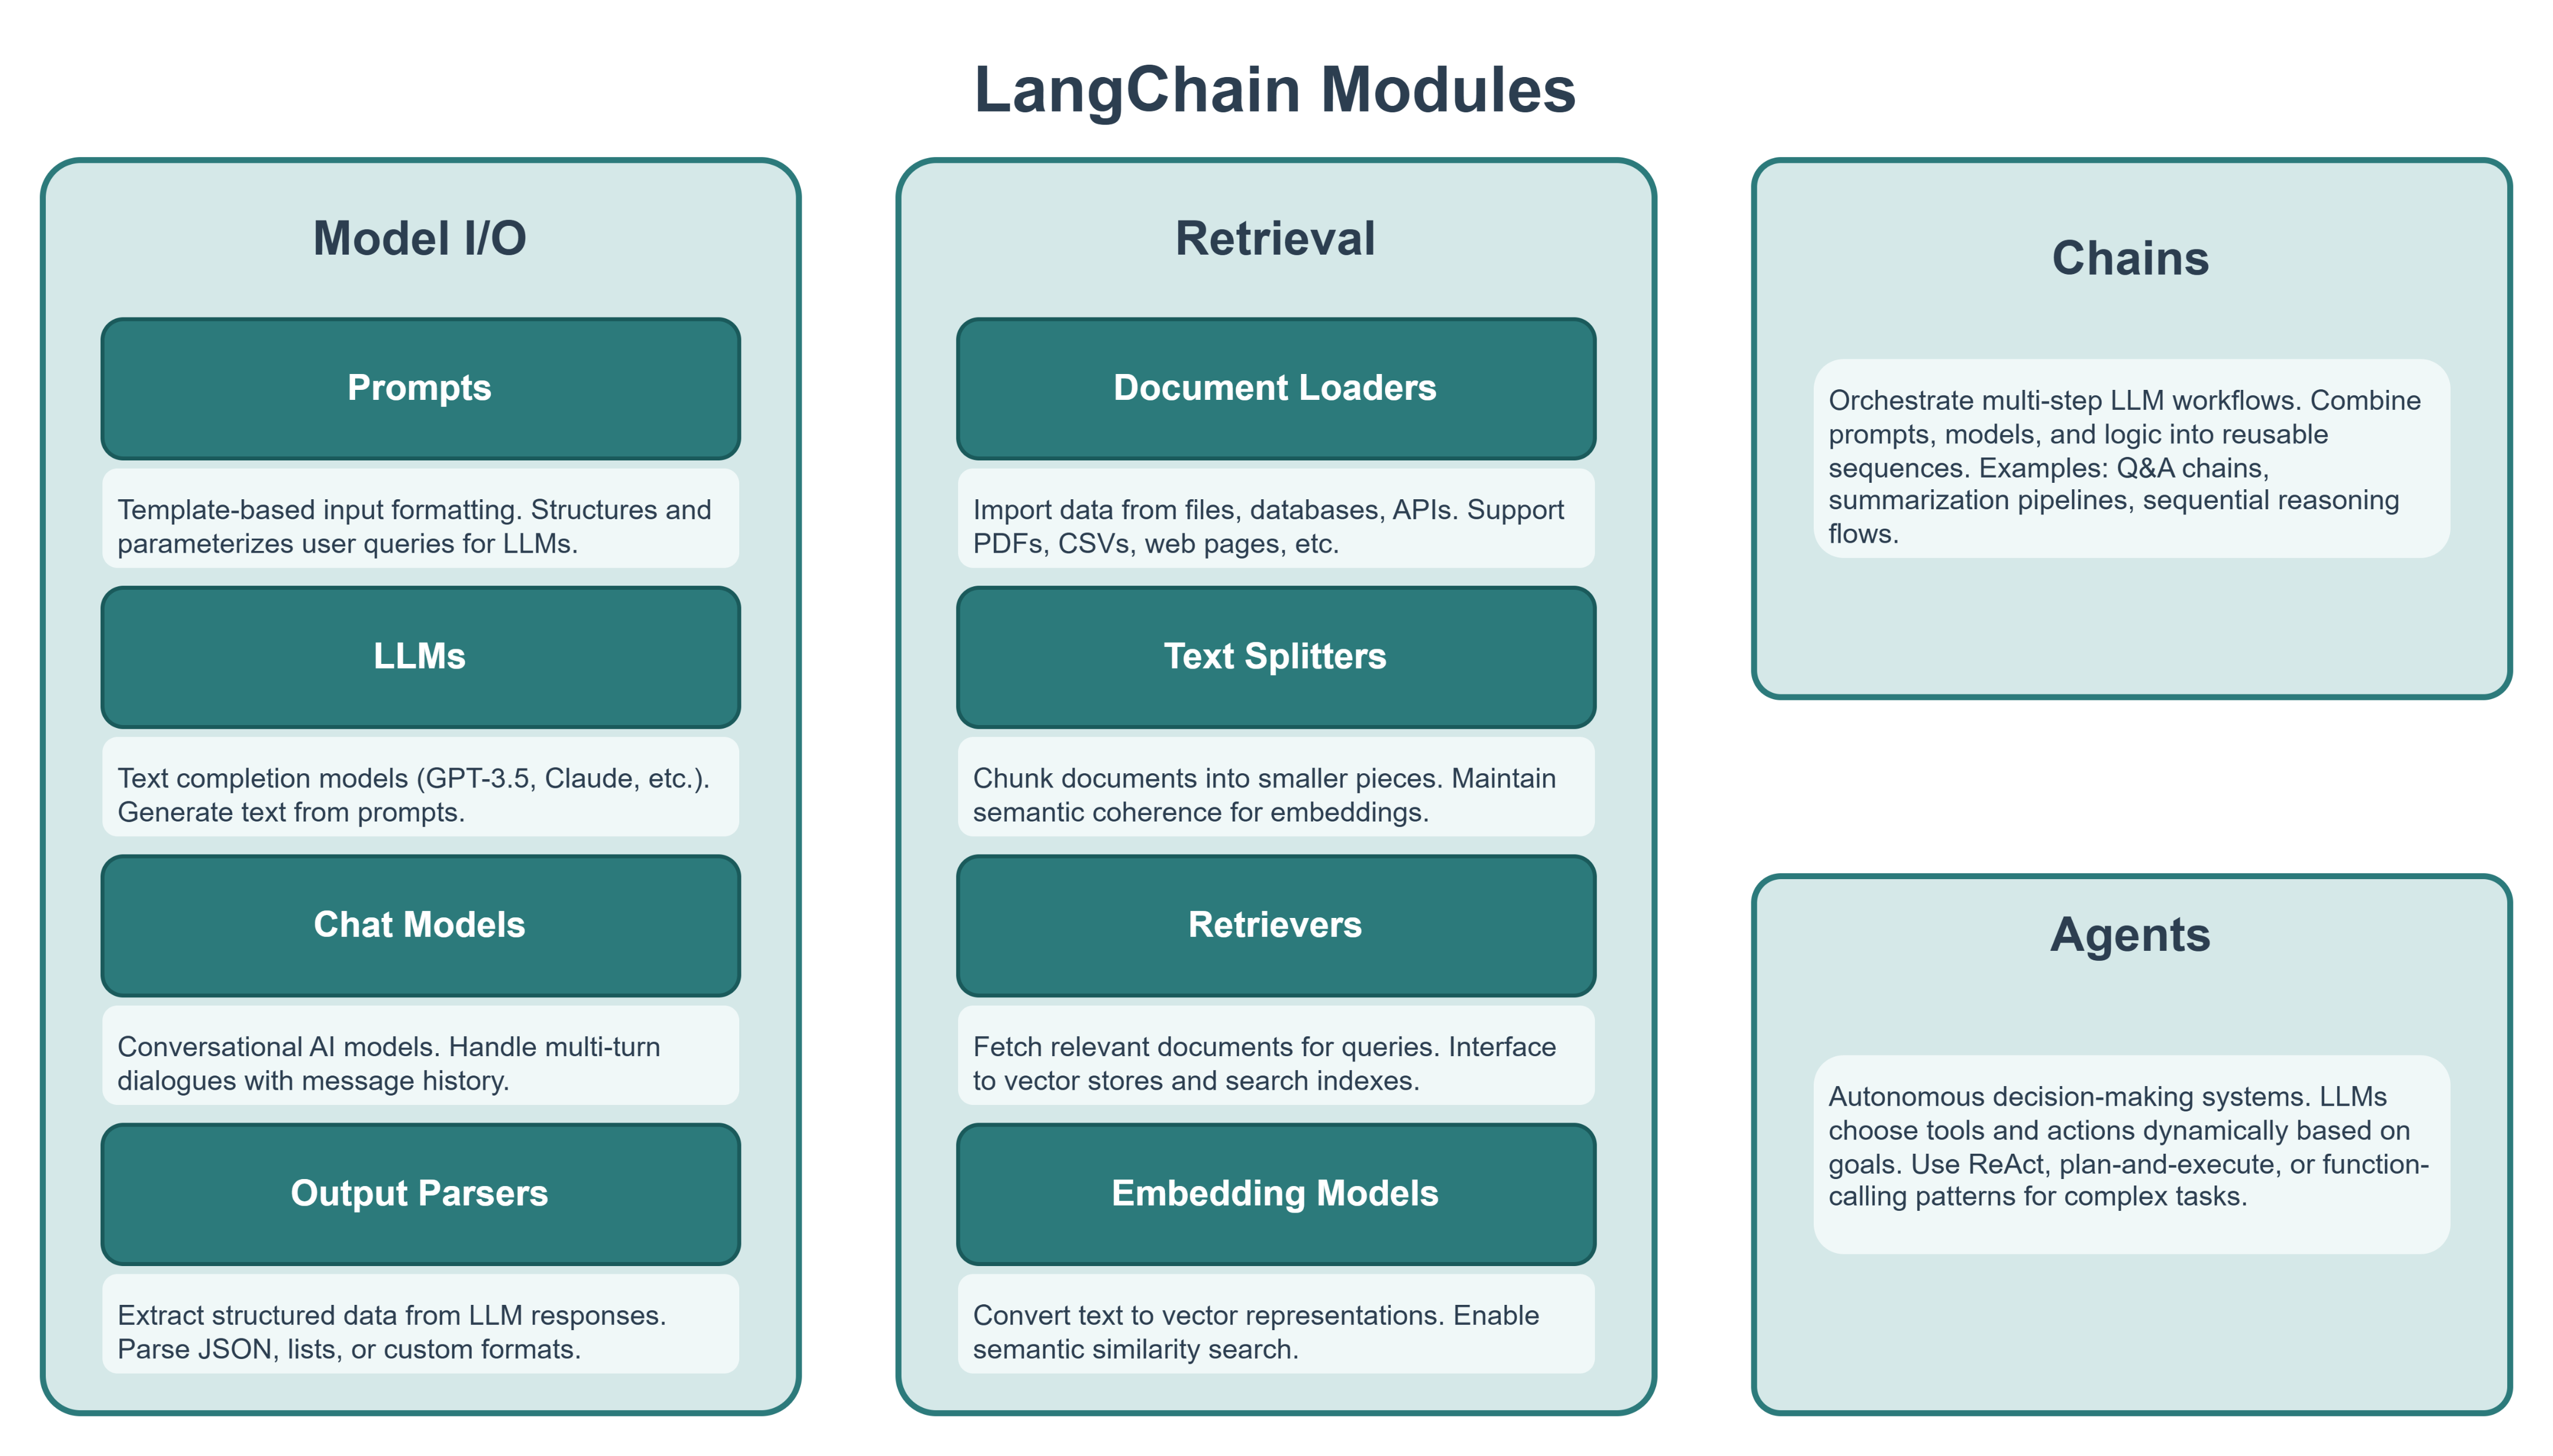 LangChain Modules
Model I/O
Prompts
Template-based input formatting. Structures and
parameterizes user queries for LLMs.
LLMs
Text completion models (GPT-3.5, Claude, etc.).
Generate text from prompts.
Chat Models
Conversational AI models. Handle multi-turn
dialogues with message history.
Output Parsers
Extract structured data from LLM responses.
Parse JSON, lists, or custom formats.
Retrieval
Document Loaders
Import data from files, databases, APIs. Support
PDFs, CSVs, web pages, etc.
Text Splitters
Chunk documents into smaller pieces. Maintain
semantic coherence for embeddings.
Retrievers
Fetch relevant documents for queries. Interface
to vector stores and search indexes.
Embedding Models
Convert text to vector representations. Enable
semantic similarity search.
Chains
Orchestrate multi-step LLM workflows. Combine
prompts, models, and logic into reusable
sequences. Examples: Q&A chains,
summarization pipelines, sequential reasoning
flows.
Agents
Autonomous decision-making systems. LLMs
choose tools and actions dynamically based on
goals. Use ReAct, plan-and-execute, or function-
calling patterns for complex tasks.